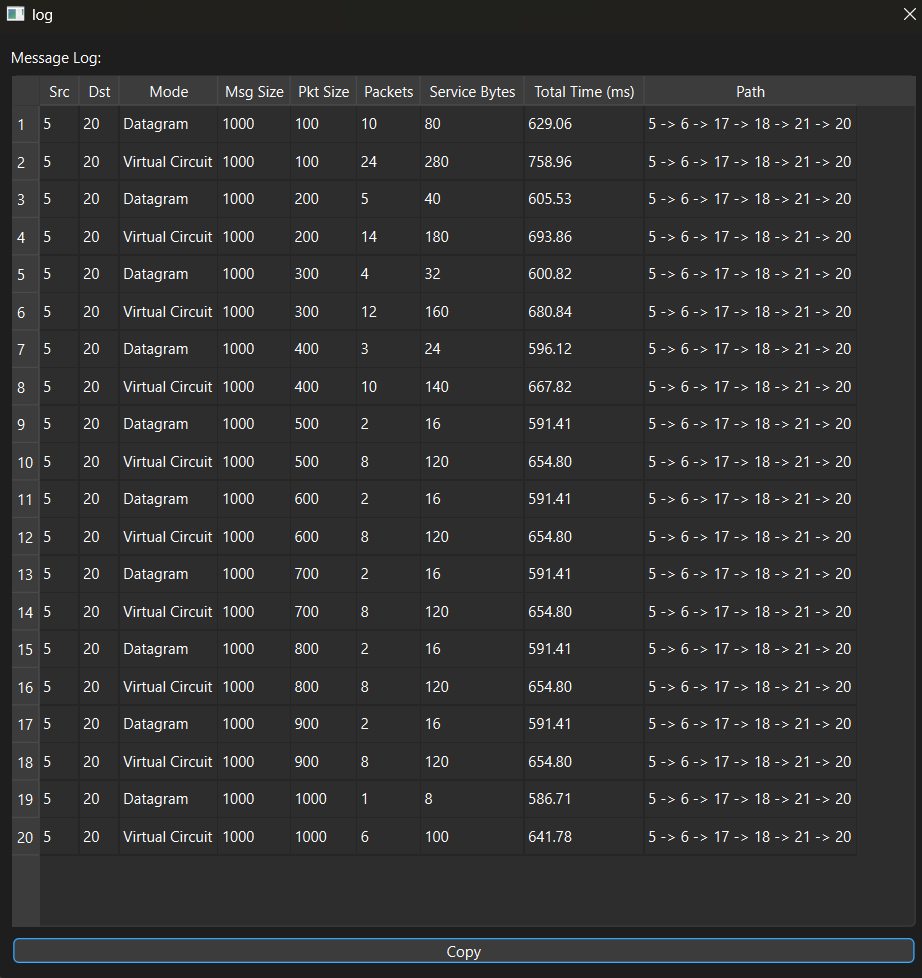 log
Message Log:
Src Dst Mode Msg Size Pkt Size Packets Service Bytes Total Time (ms) Path
1 5 20 Datagram 1000 100 10 80 629.06 5 -> 6 -> 17 -> 18 -> 21 -> 20
2 5 20 Virtual Circuit 1000 100 24 280 758.96 5 -> 6 -> 17 -> 18 -> 21 -> 20
3 5 20 Datagram 1000 200 5 40 605.53 5 -> 6 -> 17 -> 18 -> 21 -> 20
4 5 20 Virtual Circuit 1000 200 14 180 693.86 5 -> 6 -> 17 -> 18 -> 21 -> 20
5 5 20 Datagram 1000 300 4 32 600.82 5 -> 6 -> 17 -> 18 -> 21 -> 20
6 5 20 Virtual Circuit 1000 300 12 160 680.84 5 -> 6 -> 17 -> 18 -> 21 -> 20
7 5 20 Datagram 1000 400 3 24 596.12 5 -> 6 -> 17 -> 18 -> 21 -> 20
8 5 20 Virtual Circuit 1000 400 10 140 667.82 5 -> 6 -> 17 -> 18 -> 21 -> 20
9 5 20 Datagram 1000 500 2 16 591.41 5 -> 6 -> 17 -> 18 -> 21 -> 20
10 5 20 Virtual Circuit 1000 500 8 120 654.80 5 -> 6 -> 17 -> 18 -> 21 -> 20
11 5 20 Datagram 1000 600 2 16 591.41 5 -> 6 -> 17 -> 18 -> 21 -> 20
12 5 20 Virtual Circuit 1000 600 8 120 654.80 5 -> 6 -> 17 -> 18 -> 21 -> 20
13 5 20 Datagram 1000 700 2 16 591.41 5 -> 6 -> 17 -> 18 -> 21 -> 20
14 5 20 Virtual Circuit 1000 700 8 120 654.80 5 -> 6 -> 17 -> 18 -> 21 -> 20
15 5 20 Datagram 1000 800 2 16 591.41 5 -> 6 -> 17 -> 18 -> 21 -> 20
16 5 20 Virtual Circuit 1000 800 8 120 654.80 5 -> 6 -> 17 -> 18 -> 21 -> 20
17 5 20 Datagram 1000 900 2 16 591.41 5 -> 6 -> 17 -> 18 -> 21 -> 20
18 5 20 Virtual Circuit 1000 900 8 120 654.80 5 -> 6 -> 17 -> 18 -> 21 -> 20
19 5 20 Datagram 1000 1000 1 8 586.71 5 -> 6 -> 17 -> 18 -> 21 -> 20
20 5 20 Virtual Circuit 1000 1000 6 100 641.78 5 -> 6 -> 17 -> 18 -> 21 -> 20
Copy